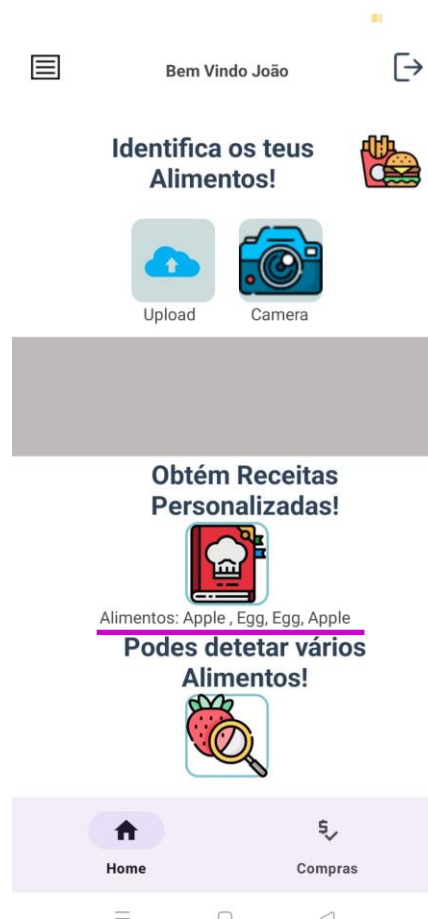 Bem Vindo João
Identifica os teus
Alimentos!
Upload
Camera
Obtém Receitas
Personalizadas!
Alimentos: Apple , Egg, Egg, Apple
Podes detetar vários
Alimentos!
Home
Compras